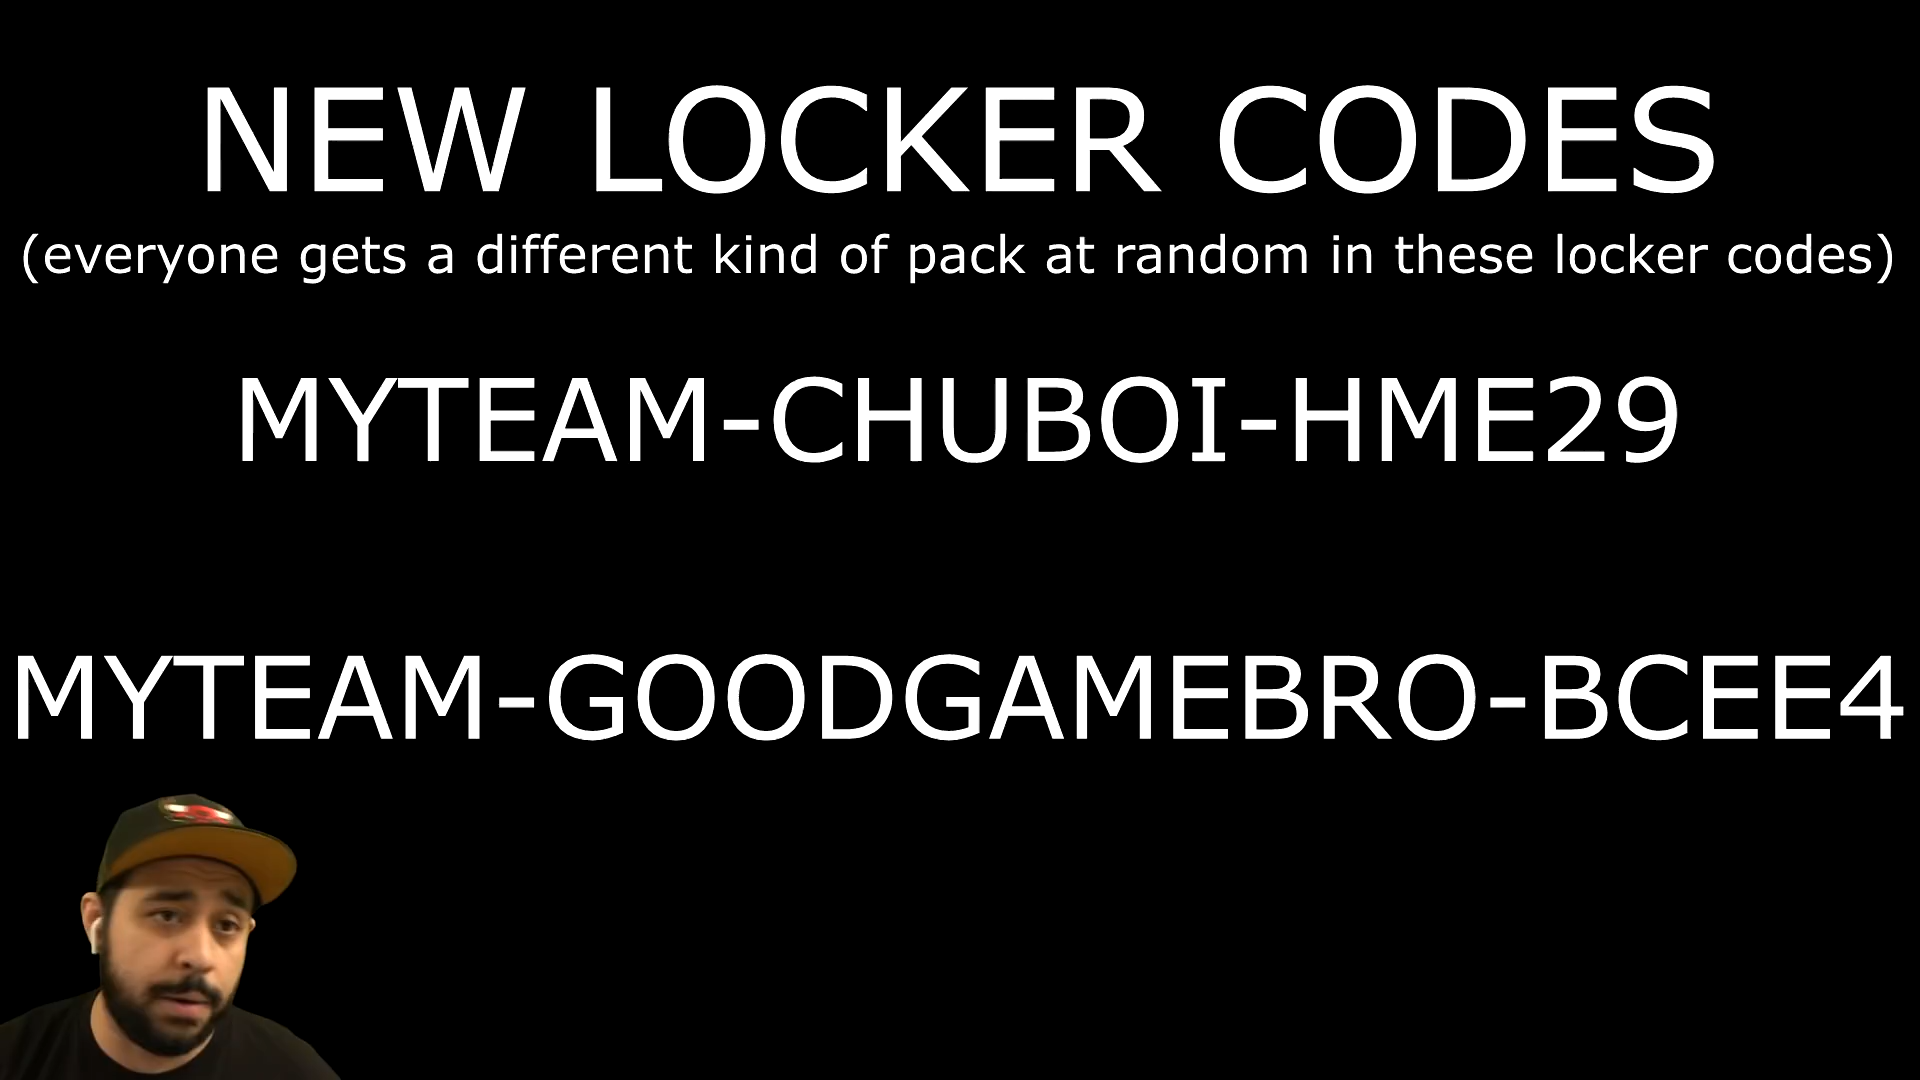 NEW LOCKER CODES
(everyone gets a different kind of pack at random in these locker codes)
MYTEAM-CHUBOI-HME29
MYTEAM-GOODGAMEBRO-BCEE4